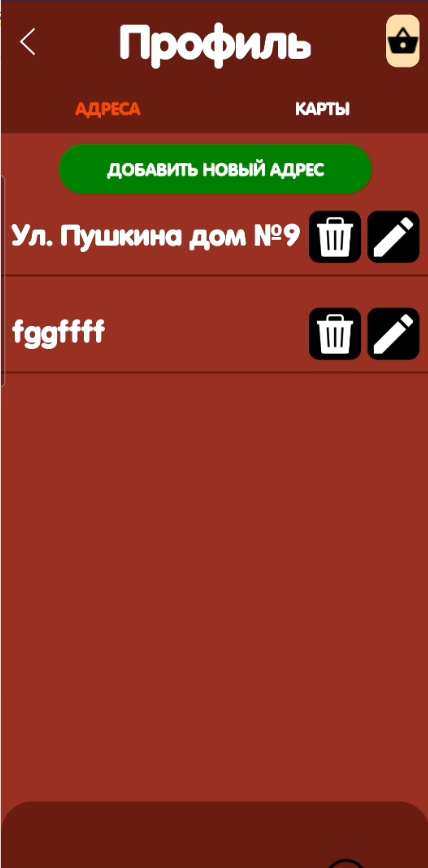 Профиль
АДРЕСА
КАРТЫ
ДОБАВИТЬ НОВЫЙ АДРЕС
Ул. Пушкина дом №9
fggffff